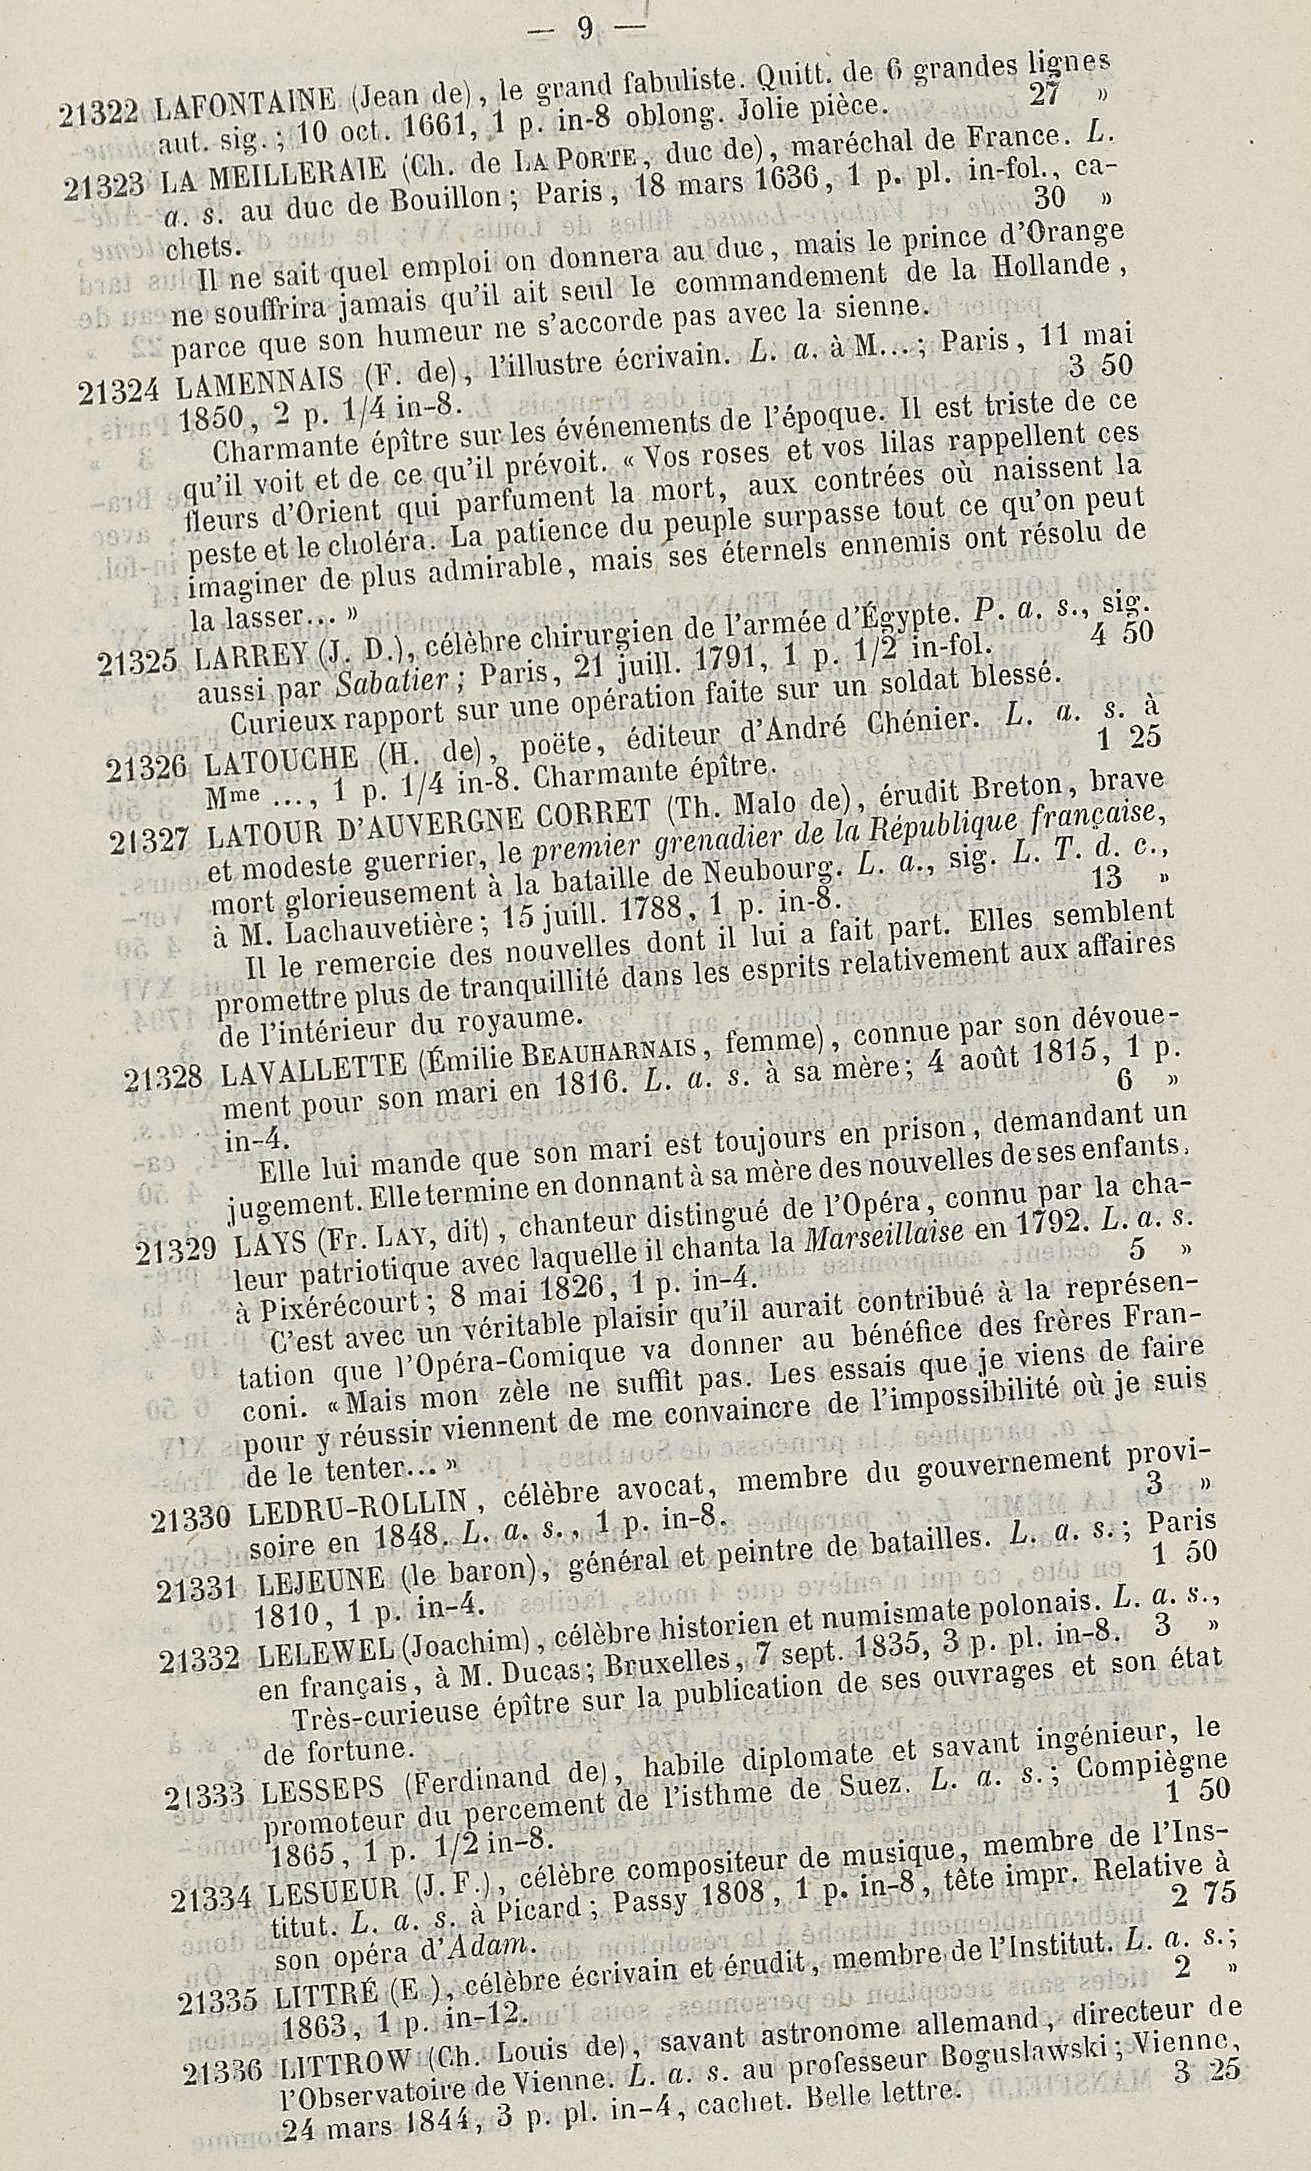 — 9 —
21322 LAFONTAINE (Jean de), le grand fabuliste. Quitt. de 6 grandes lignes
aut. sig.; 10 oct. 1661, 1 p. in-8 oblong. Jolie pièce. 27 »
21323 LA MEILLERAIE (Ch. de LA PORTE, duc de), maréchal de France. L.
a. s. au duc de Bouillon; Paris, 18 mars 1636, 1 p. pl. in-fol., ca-
chets. 30 »
Il ne sait quel emploi on donnera au duc, mais le prince d'Orange
ne souffrira jamais qu'il ait seul le commandement de la Hollande,
parce que son humeur ne s'accorde pas avec la sienne.
21324 LAMENNAIS (F. de), l'illustre écrivain. L. a. à M...; Paris, 11 mai
1850, 2 p. 1/4 in-8. 3 50
Charmante épître sur les événements de l'époque. Il est triste de ce
qu'il voit et de ce qu'il prévoit. « Vos roses et vos lilas rappellent ces
fleurs d'Orient qui parfument la mort, aux contrées où naissent la
peste et le choléra. La patience du peuple surpasse tout ce qu'on peut
imaginer de plus admirable, mais ses éternels ennemis ont résolu de
la lasser... »
21325 LARREY (J. D.), célèbre chirurgien de l'armée d'Égypte. P. a. s., sig.
aussi par Sabatier; Paris, 21 juill. 1791, 1 p. 1/2 in-fol. 4 50
Curieux rapport sur une opération faite sur un soldat blessé.
21326 LATOUCHE (H. de), poëte, éditeur d'André Chénier. L. a. s. à
Mme ..., 1 p. 1/4 in-8. Charmante épître. 1 25
21327 LATOUR D'AUVERGNE CORRET (Th. Malo de), érudit Breton, brave
et modeste guerrier, le premier grenadier de la République française,
mort glorieusement à la bataille de Neubourg. L. a., sig. L. T. d. c.,
à M. Lachauvetière; 15 juill. 1788, 1 p. in-8. 13 »
Il le remercie des nouvelles dont il lui a fait part. Elles semblent
promettre plus de tranquillité dans les esprits relativement aux affaires
de l'intérieur du royaume.
21328 LAVALLETTE (Émilie BEAUHARNAIS, femme), connue par son dévoue-
ment pour son mari en 1816. L. a. s. à sa mère; 4 août 1815, 1 p.
in-4. 6 »
Elle lui mande que son mari est toujours en prison, demandant un
jugement. Elle termine en donnant à sa mère des nouvelles de ses enfants.
21329 LAYS (Fr. LAY, dit), chanteur distingué de l'Opéra, connu par la cha-
leur patriotique avec laquelle il chanta la Marseillaise en 1792. L. a. s.
à Pixérécourt; 8 mai 1826, 1 p. in-4. 5 »
C'est avec un véritable plaisir qu'il aurait contribué à la représen-
tation que l'Opéra-Comique va donner au bénéfice des frères Fran-
coni. « Mais mon zèle ne suffit pas. Les essais que je viens de faire
pour y réussir viennent de me convaincre de l'impossibilité où je suis
de le tenter... »
21330 LEDRU-ROLLIN, célèbre avocat, membre du gouvernement provi-
soire en 1848. L. a. s., 1 p. in-8. 3 »
21331 LEJEUNE (le baron), général et peintre de batailles. L. a. s.; Paris
1810, 1 p. in-4. 1 50
21332 LELEWEL (Joachim), célèbre historien et numismate polonais. L. a. s.,
en français, à M. Ducas; Bruxelles, 7 sept. 1835, 3 p. pl. in-8. 3 »
Très-curieuse épître sur la publication de ses ouvrages et son état
de fortune.
21333 LESSEPS (Ferdinand de), habile diplomate et savant ingénieur, le
promoteur du percement de l'isthme de Suez. L. a. s.; Compiègne
1865, 1 p. 1/2 in-8. 1 50
21334 LESUEUR (J. F.), célèbre compositeur de musique, membre de l'Ins-
titut. L. a. s. à Picard; Passy 1808, 1 p. in-8, tête impr. Relative à
son opéra d'Adam. 2 75
21335 LITTRÉ (E.), célèbre écrivain et érudit, membre de l'Institut. L. a. s.;
1863, 1 p. in-12. 2 »
21336 LITTROW (Ch. Louis de), savant astronome allemand, directeur de
l'Observatoire de Vienne. L. a. s. au professeur Boguslawski; Vienne,
24 mars 1844, 3 p. pl. in-4, cachet. Belle lettre. 3 25